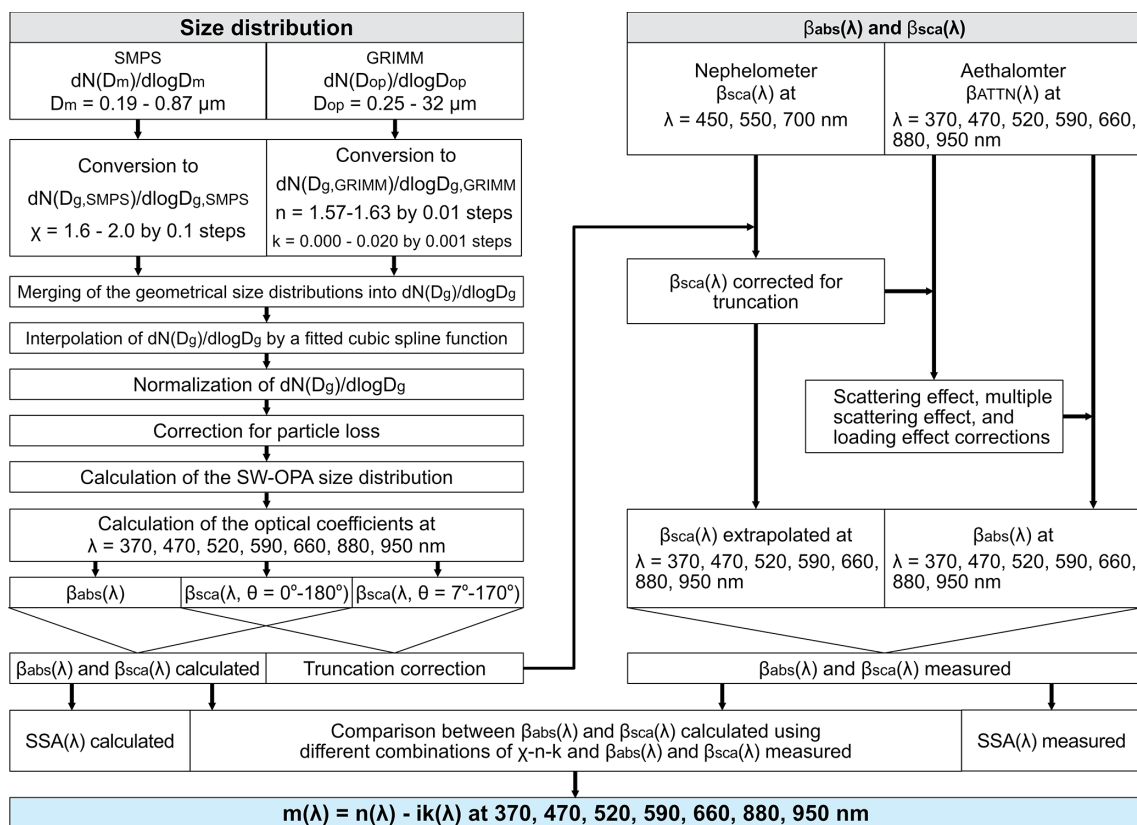 Size distribution
SMPS
dN(Dm)/dlogDm
Dm = 0.19 - 0.87 µm
GRIMM
dN(Dop)/dlogDop
Dop = 0.25 - 32 µm
Conversion to
dN(Dg,SMPS)/dlogDg,SMPS
χ = 1.6 - 2.0 by 0.1 steps
Conversion to
dN(Dg,GRIMM)/dlogDg,GRIMM
n = 1.57-1.63 by 0.01 steps
k = 0.000 - 0.020 by 0.001 steps
Merging of the geometrical size distributions into dN(Dg)/dlogDg
Interpolation of dN(Dg)/dlogDg by a fitted cubic spline function
Normalization of dN(Dg)/dlogDg
Correction for particle loss
Calculation of the SW-OPA size distribution
Calculation of the optical coefficients at
λ = 370, 470, 520, 590, 660, 880, 950 nm
βabs(λ)
βsca(λ, θ = 0°-180°)
βsca(λ, θ = 7°-170°)
βabs(λ) and βsca(λ) calculated
Truncation correction
βabs(λ) and βsca(λ)
Nephelometer
βsca(λ) at
λ = 450, 550, 700 nm
Aethalomter
βATTN(λ) at
λ = 370, 470, 520, 590, 660,
880, 950 nm
βsca(λ) corrected for
truncation
Scattering effect, multiple
scattering effect, and
loading effect corrections
βsca(λ) extrapolated at
λ = 370, 470, 520, 590, 660,
880, 950 nm
βabs(λ) at
λ = 370, 470, 520, 590, 660,
880, 950 nm
βabs(λ) and βsca(λ) measured
SSA(λ) calculated
Comparison between βabs(λ) and βsca(λ) calculated using
different combinations of χ-n-k and βabs(λ) and βsca(λ) measured
SSA(λ) measured
m(λ) = n(λ) - ik(λ) at 370, 470, 520, 590, 660, 880, 950 nm